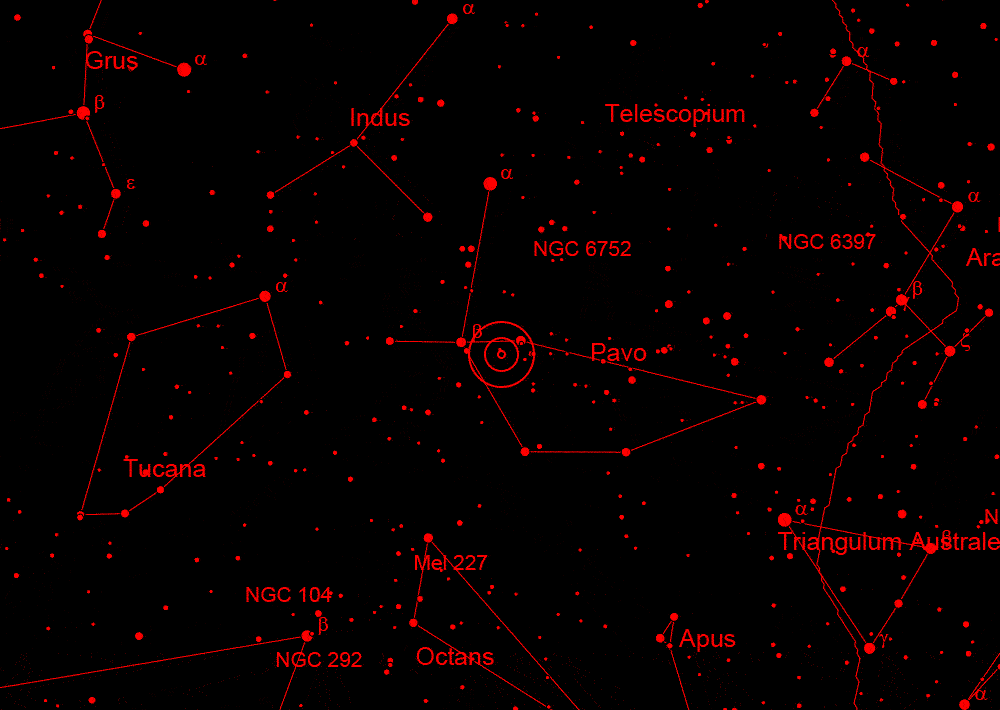 α
Grus
α
α
β
Indus
Telescopium
α
ε
α
NGC 6752
NGC 6397
Ara
α
β
β
Pavo
ξ
Tucana
α
N
Triangulum Australe
β
Mel 227
NGC 104
β
NGC 292
Octans
Apus
γ
α